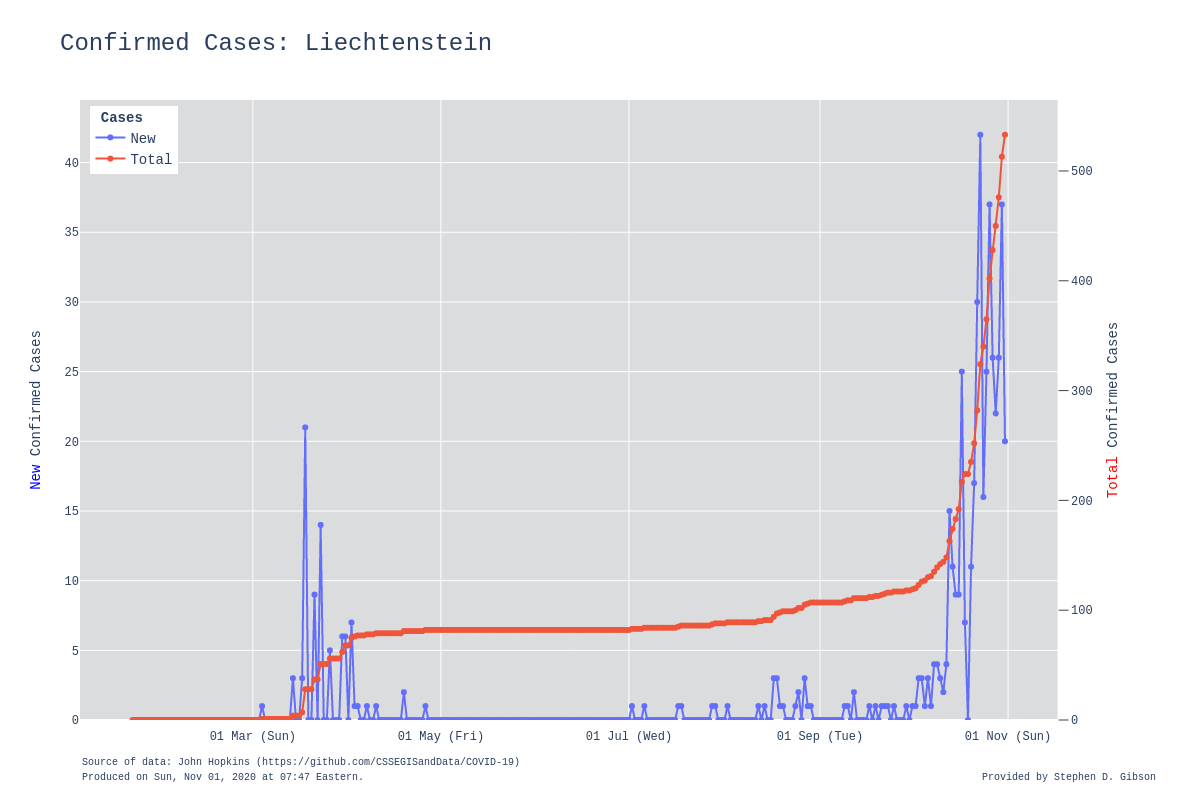 Confirmed Cases: Liechtenstein
Cases
New
Total
40
35
30
25
20
15
10
5
0
500
400
300
200
100
0
New Confirmed Cases
Total Confirmed Cases
01 Mar (Sun)
01 May (Fri)
01 Jul (Wed)
01 Sep (Tue)
01 Nov (Sun)
Source of data: John Hopkins (https://github.com/CSSEGISandData/COVID-19)
Produced on Sun, Nov 01, 2020 at 07:47 Eastern.
Provided by Stephen D. Gibson